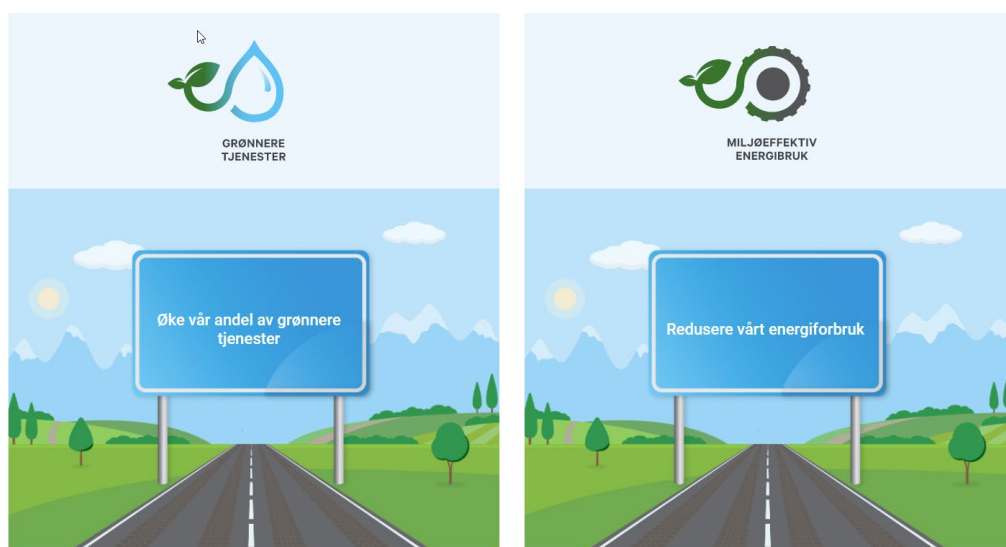 GRØNNERE
TJENESTER
Øke vår andel av grønnere
tjenester
MILJØEFFEKTIV
ENERGIBRUK
Redusere vårt energiforbruk